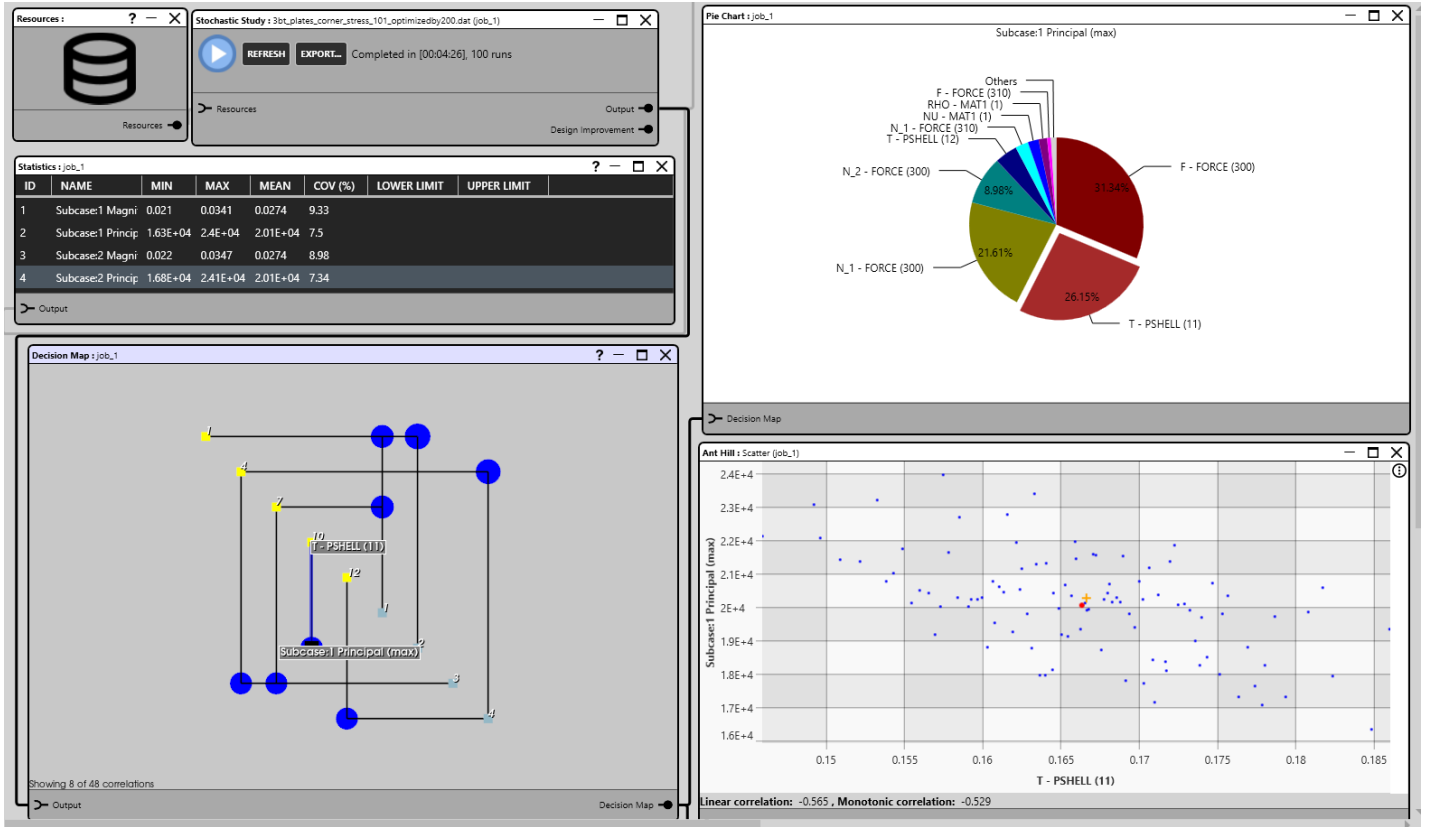 Resources : ?
Resources
Stochastic Study : 3bt_plates_corner_stress_101_optimizedby200.dat (job_1)
REFRESH EXPORT... Completed in [00:04:26], 100 runs
Resources Output
Design Improvement
Statistics : job_1 ?
ID NAME MIN MAX MEAN COV (%) LOWER LIMIT UPPER LIMIT
1 Subcase:1 Magni 0.021 0.0341 0.0274 9.33
2 Subcase:1 Princip 1.63E+04 2.4E+04 2.01E+04 7.5
3 Subcase:2 Magni 0.022 0.0347 0.0274 8.98
4 Subcase:2 Princip 1.68E+04 2.41E+04 2.01E+04 7.34
Output
Decision Map : job_1 ?
1
4
7
10
T - PSHELL (11)
12
1
2
Subcase:1 Principal (max)
3
4
Showing 8 of 48 correlations
Output Decision Map
Pie Chart : job_1
Subcase:1 Principal (max)
Others
F - FORCE (310)
RHO - MAT1 (1)
NU - MAT1 (1)
N_1 - FORCE (310)
T - PSHELL (12)
N_2 - FORCE (300)
8.98%
F - FORCE (300)
31.34%
N_1 - FORCE (300)
21.61%
26.15%
T - PSHELL (11)
Decision Map
Ant Hill : Scatter (job_1)
Subcase:1 Principal (max)
2.4E+4
2.3E+4
2.2E+4
2.1E+4
2E+4
1.9E+4
1.8E+4
1.7E+4
1.6E+4
0.15 0.155 0.16 0.165 0.17 0.175 0.18 0.185
T - PSHELL (11)
Linear correlation: -0.565 , Monotonic correlation: -0.529